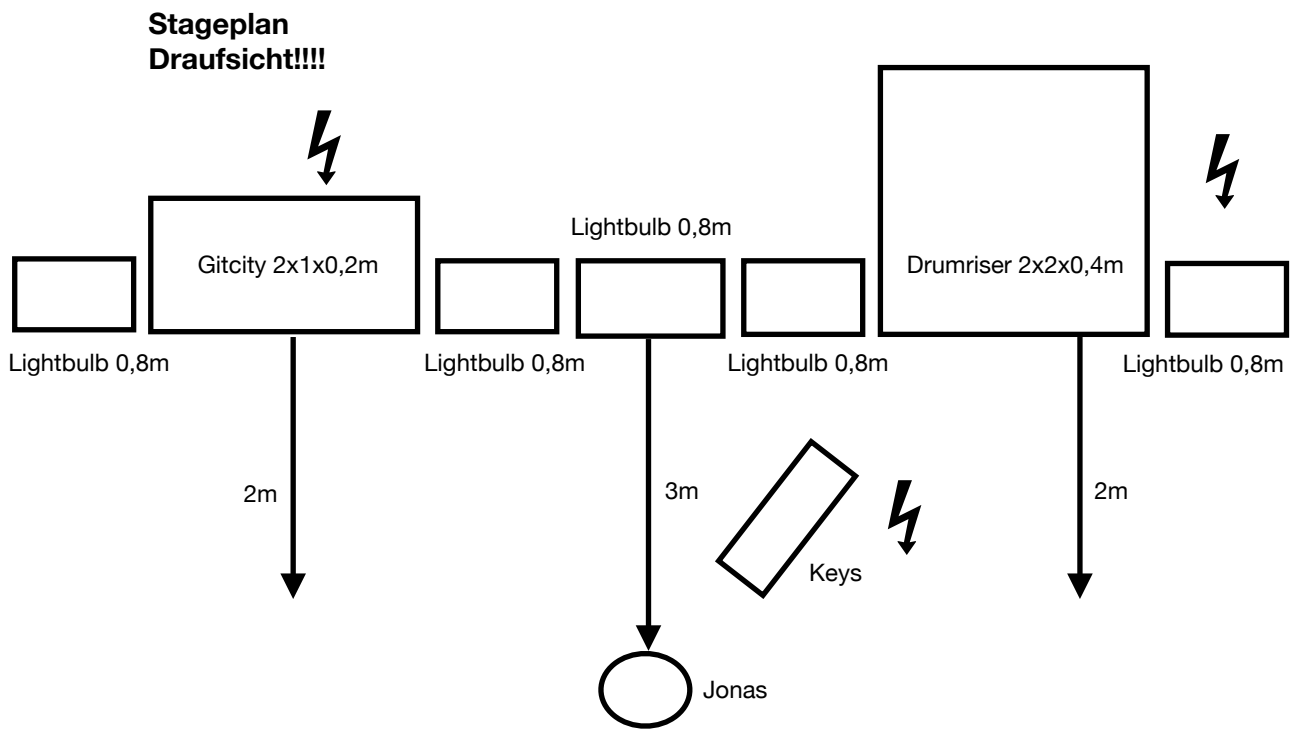 Stageplan
Draufsicht!!!!
Lightbulb 0,8m
Gitcity 2x1x0,2m
Drumriser 2x2x0,4m
Lightbulb 0,8m
Lightbulb 0,8m
Lightbulb 0,8m
Lightbulb 0,8m
2m
3m
2m
Keys
Jonas